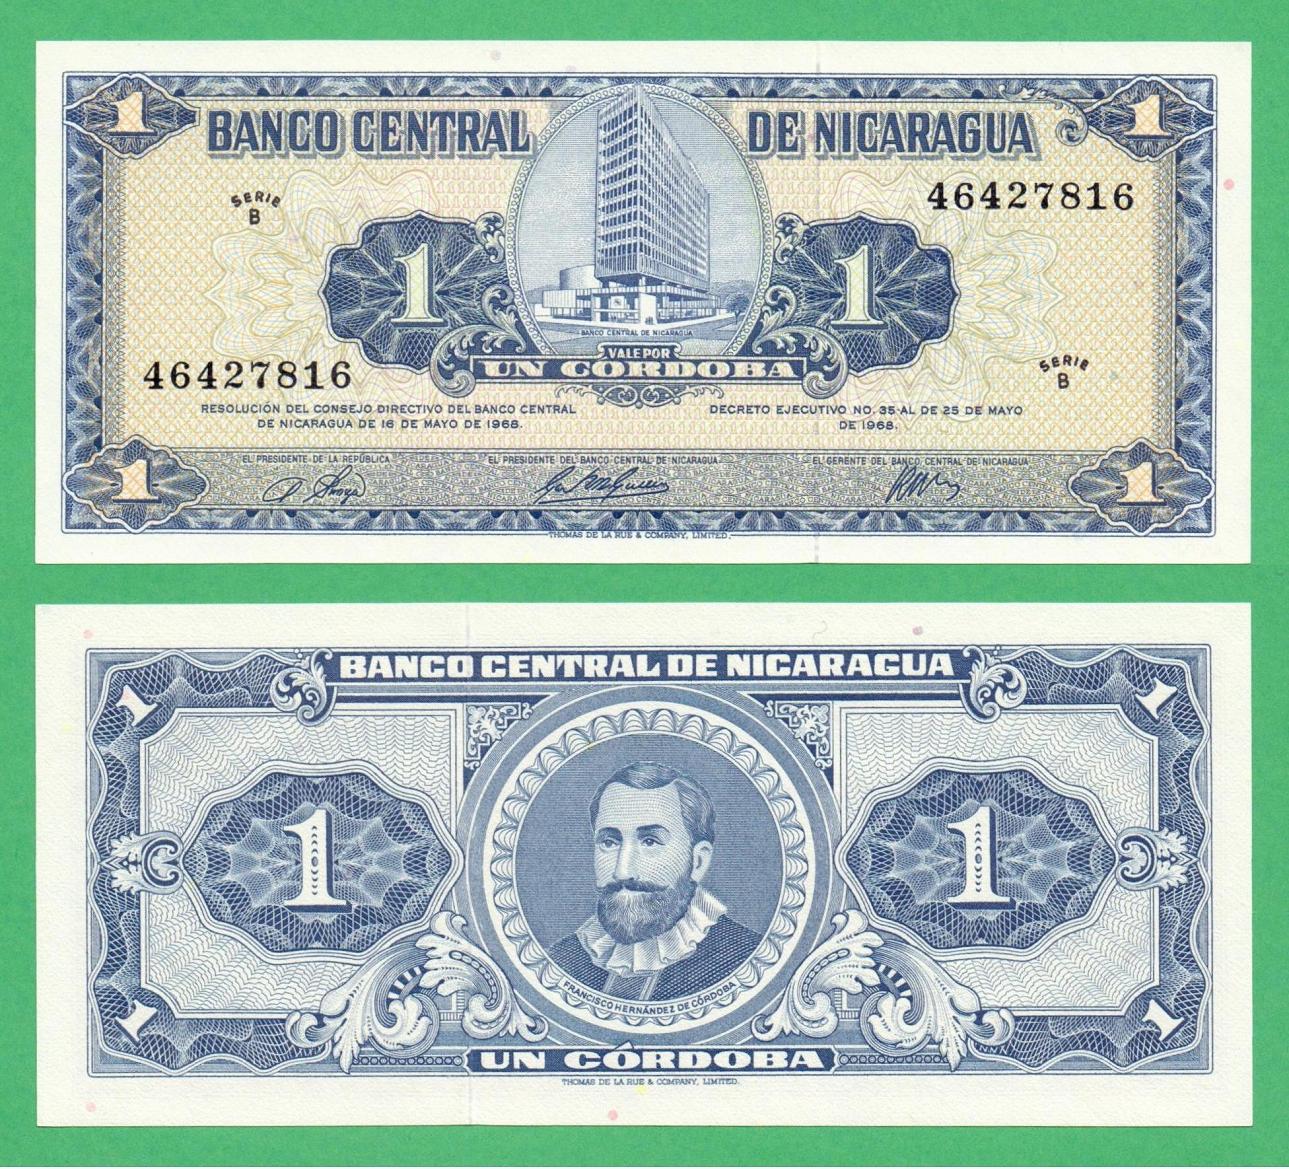 1 1
BANCO CENTRAL DE NICARAGUA
SERIE
B
46427816
1 1
BANCO CENTRAL DE NICARAGUA
VALE POR
UN CORDOBA
46427816
SERIE
B
RESOLUCIÓN DEL CONSEJO DIRECTIVO DEL BANCO CENTRAL
DE NICARAGUA DE 16 DE MAYO DE 1968.
DECRETO EJECUTIVO NO. 35-AL DE 25 DE MAYO
DE 1968.
1 1
EL PRESIDENTE DE LA REPÚBLICA
EL PRESIDENTE DEL BANCO CENTRAL DE NICARAGUA
EL GERENTE DEL BANCO CENTRAL DE NICARAGUA
THOMAS DE LA RUE & COMPANY, LIMITED.
BANCO CENTRAL DE NICARAGUA
1 1
1 1
FRANCISCO HERNÁNDEZ DE CÓRDOBA
1 1
UN CÓRDOBA
THOMAS DE LA RUE & COMPANY, LIMITED.